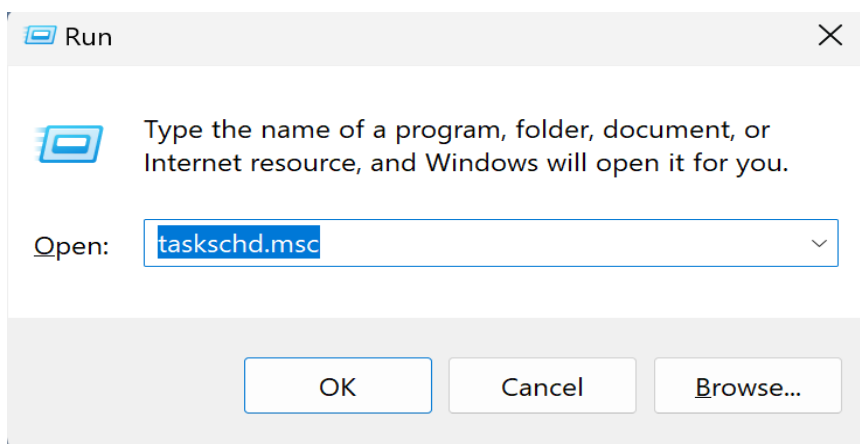 Run
Type the name of a program, folder, document, or
Internet resource, and Windows will open it for you.
Open: taskschd.msc
OK Cancel Browse...